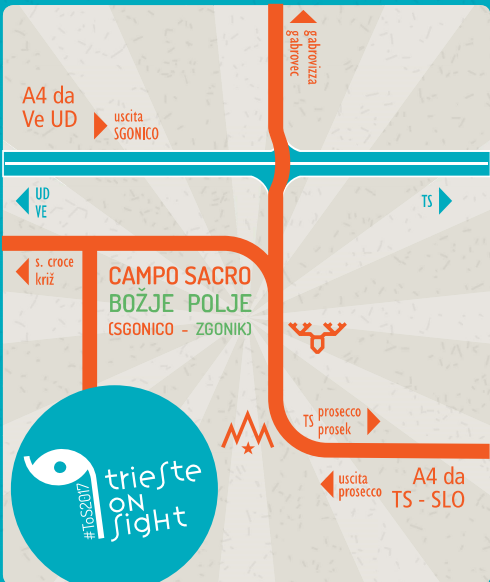 gabrovizza
gabrovec
A4 da
Ve UD
uscita
SGONICO
UD
VE
TS
s. croce
križ
CAMPO SACRO
BOŽJE POLJE
(SGONICO - ZGONIK)
TS prosecco
prosek
uscita
prosecco
A4 da
TS - SLO
#ToS2017
trieste
on
sight